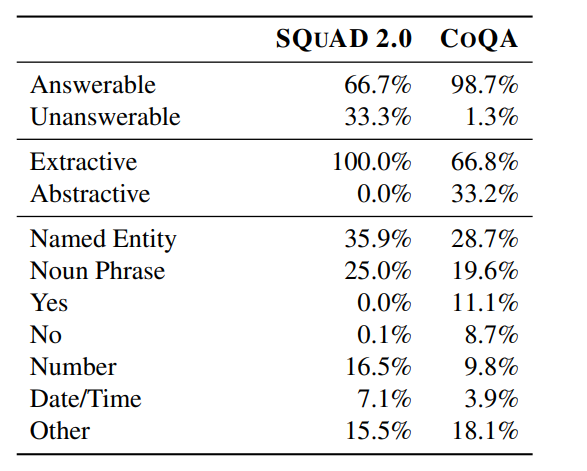 SQUAD 2.0 COQA
Answerable 66.7% 98.7%
Unanswerable 33.3% 1.3%
Extractive 100.0% 66.8%
Abstractive 0.0% 33.2%
Named Entity 35.9% 28.7%
Noun Phrase 25.0% 19.6%
Yes 0.0% 11.1%
No 0.1% 8.7%
Number 16.5% 9.8%
Date/Time 7.1% 3.9%
Other 15.5% 18.1%